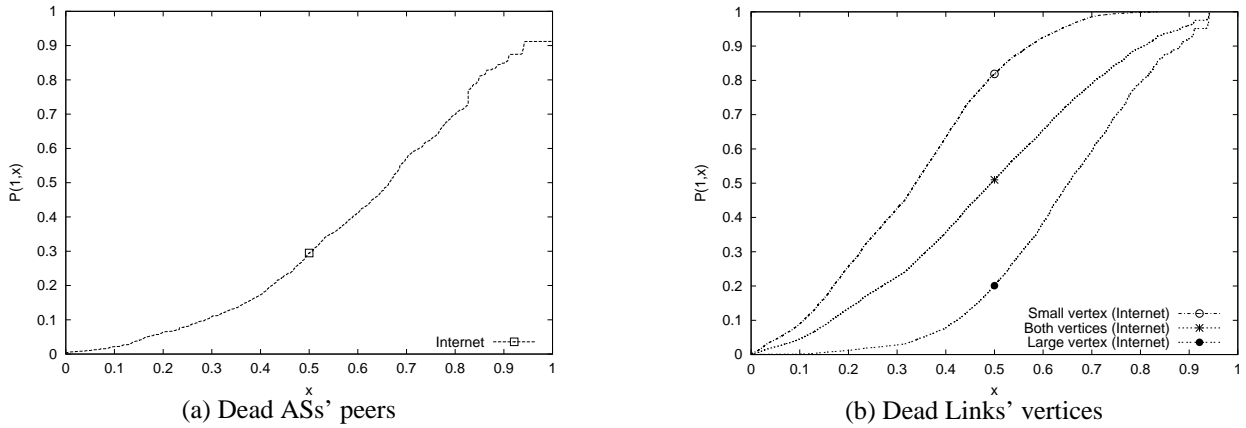 1
0.9
0.8
0.7
0.6
0.5
0.4
0.3
0.2
0.1
0
P(1,x)
Internet
0 0.1 0.2 0.3 0.4 0.5 0.6 0.7 0.8 0.9 1
x
(a) Dead ASs' peers
1
0.9
0.8
0.7
0.6
0.5
0.4
0.3
0.2
0.1
0
P(1,x)
Small vertex (Internet)
Both vertices (Internet)
Large vertex (Internet)
0 0.1 0.2 0.3 0.4 0.5 0.6 0.7 0.8 0.9 1
x
(b) Dead Links' vertices